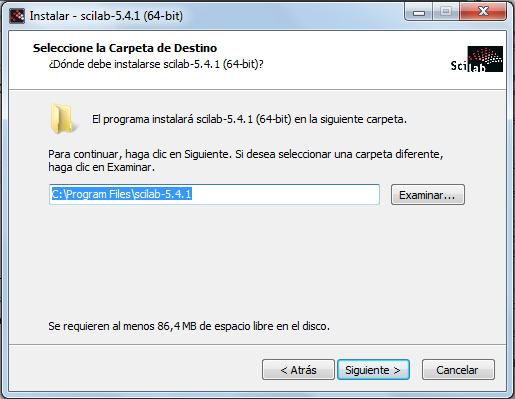 Instalar - scilab-5.4.1 (64-bit)
Seleccione la Carpeta de Destino
¿Dónde debe instalarse scilab-5.4.1 (64-bit)?
Scilab
El programa instalará scilab-5.4.1 (64-bit) en la siguiente carpeta.
Para continuar, haga clic en Siguiente. Si desea seleccionar una carpeta diferente,
haga clic en Examinar.
C:\Program Files\scilab-5.4.1
Examinar...
Se requieren al menos 86,4 MB de espacio libre en el disco.
< Atrás
Siguiente >
Cancelar